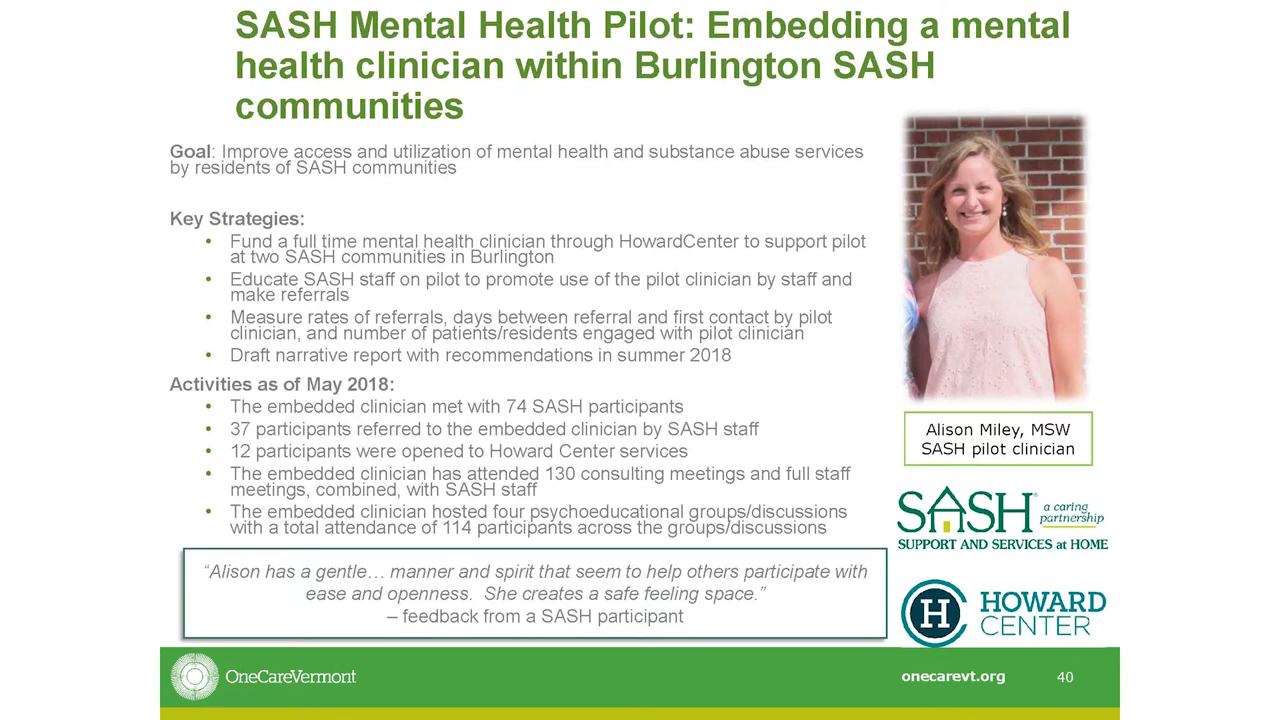 SASH Mental Health Pilot: Embedding a mental
health clinician within Burlington SASH
communities
Goal: Improve access and utilization of mental health and substance abuse services
by residents of SASH communities
Key Strategies:
• Fund a full time mental health clinician through HowardCenter to support pilot
at two SASH communities in Burlington
• Educate SASH staff on pilot to promote use of the pilot clinician by staff and
make referrals
• Measure rates of referrals, days between referral and first contact by pilot
clinician, and number of patients/residents engaged with pilot clinician
• Draft narrative report with recommendations in summer 2018
Activities as of May 2018:
• The embedded clinician met with 74 SASH participants
• 37 participants referred to the embedded clinician by SASH staff
• 12 participants were opened to Howard Center services
• The embedded clinician has attended 130 consulting meetings and full staff
meetings, combined, with SASH staff
• The embedded clinician hosted four psychoeducational groups/discussions
with a total attendance of 114 participants across the groups/discussions
“Alison has a gentle… manner and spirit that seem to help others participate with
ease and openness. She creates a safe feeling space.”
– feedback from a SASH participant
Alison Miley, MSW
SASH pilot clinician
SASH® a caring
partnership
SUPPORT AND SERVICES at HOME
H HOWARD
CENTER
OneCareVermont
onecarevt.org 40